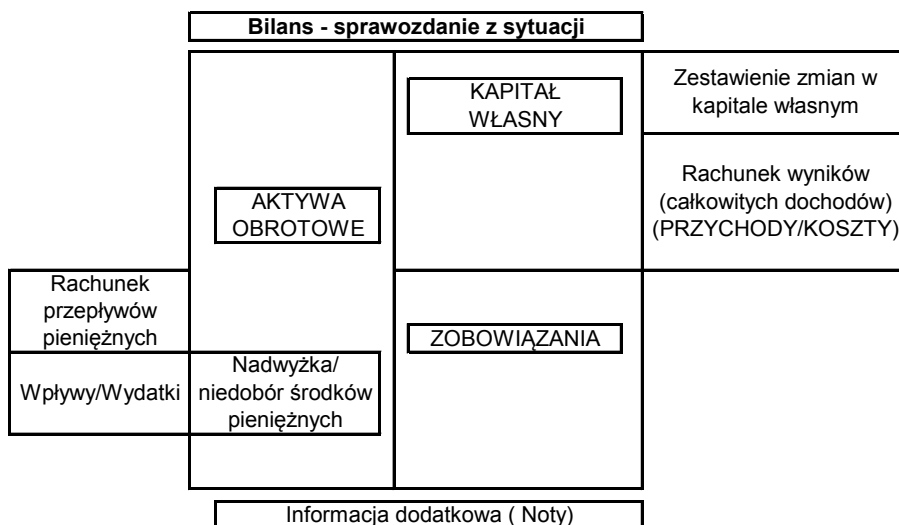 Bilans - sprawozdanie z sytuacji
KAPITAŁ
WŁASNY
Zestawienie zmian w
kapitale własnym
Rachunek wyników
(całkowitych dochodów)
(PRZYCHODY/KOSZTY)
AKTYWA
OBROTOWE
Rachunek
przepływów
pieniężnych
ZOBOWIĄZANIA
Wpływy/Wydatki
Nadwyżka/
niedobór środków
pieniężnych
Informacja dodatkowa ( Noty)